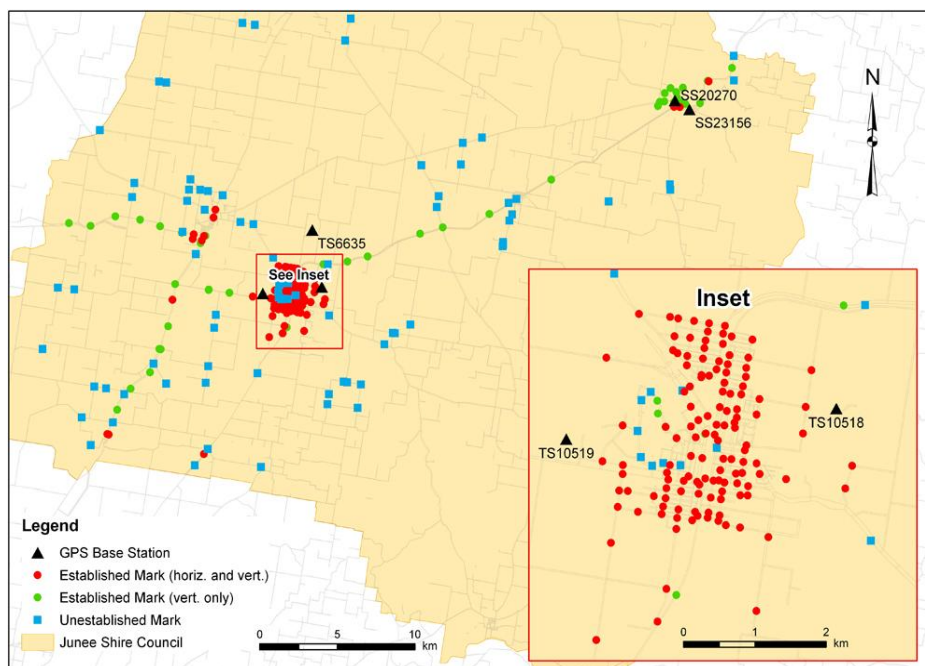 SS20270
SS23156
N
TS6635
See Inset
Inset
TS10518
TS10519
Legend
GPS Base Station
Established Mark (horiz. and vert.)
Established Mark (vert. only)
Unestablished Mark
Junee Shire Council
0 5 10
km
0 1 2
km